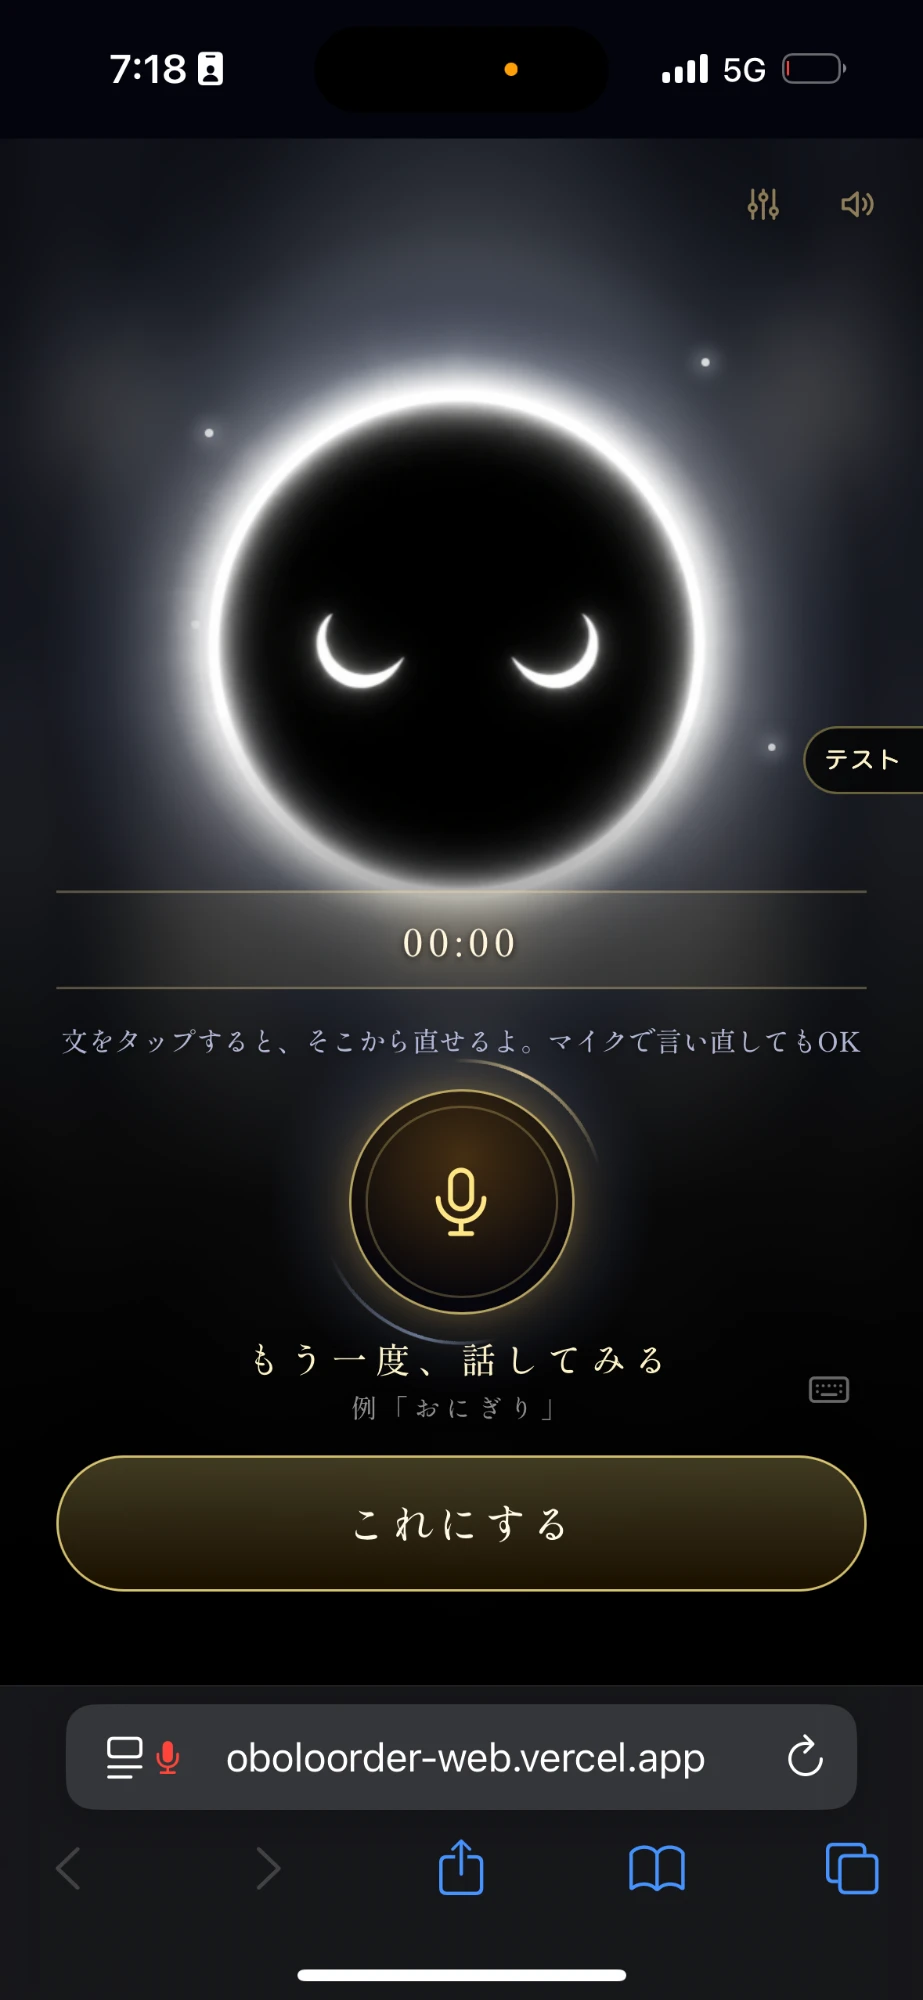 7:18
5G
テスト
00:00
文をタップすると、そこから直せるよ。マイクで言い直してもOK
もう一度、話してみる
例「おにぎり」
これにする
oboloorder-web.vercel.app